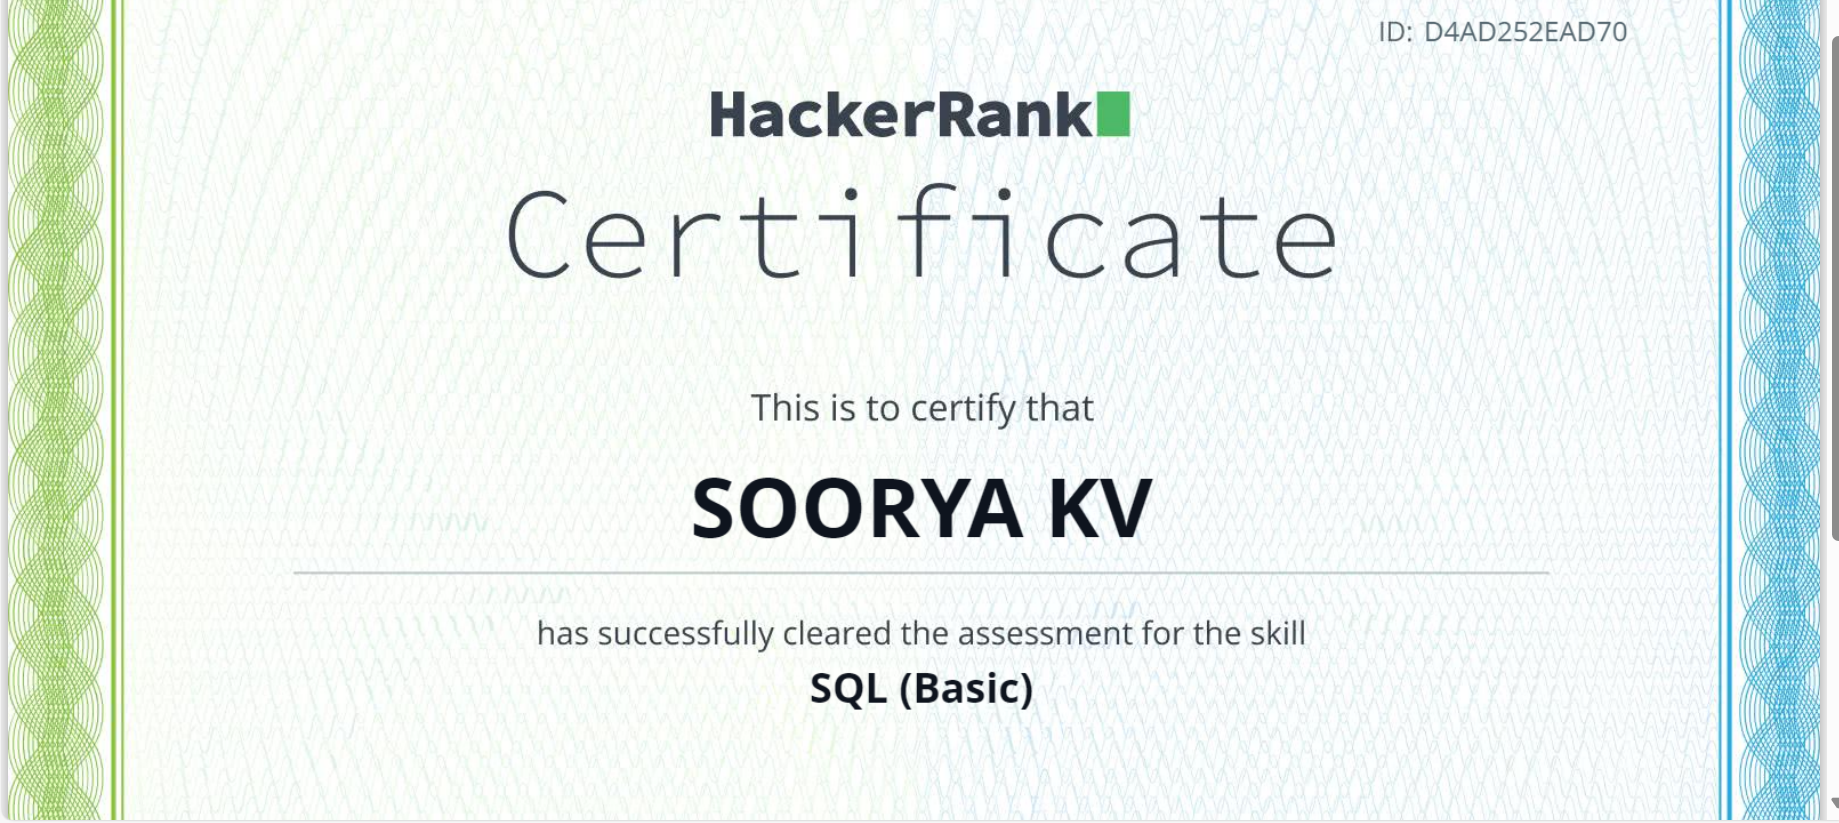 ID: D4AD252EAD70
HackerRank
Certificate
This is to certify that
SOORYA KV
has successfully cleared the assessment for the skill
SQL (Basic)